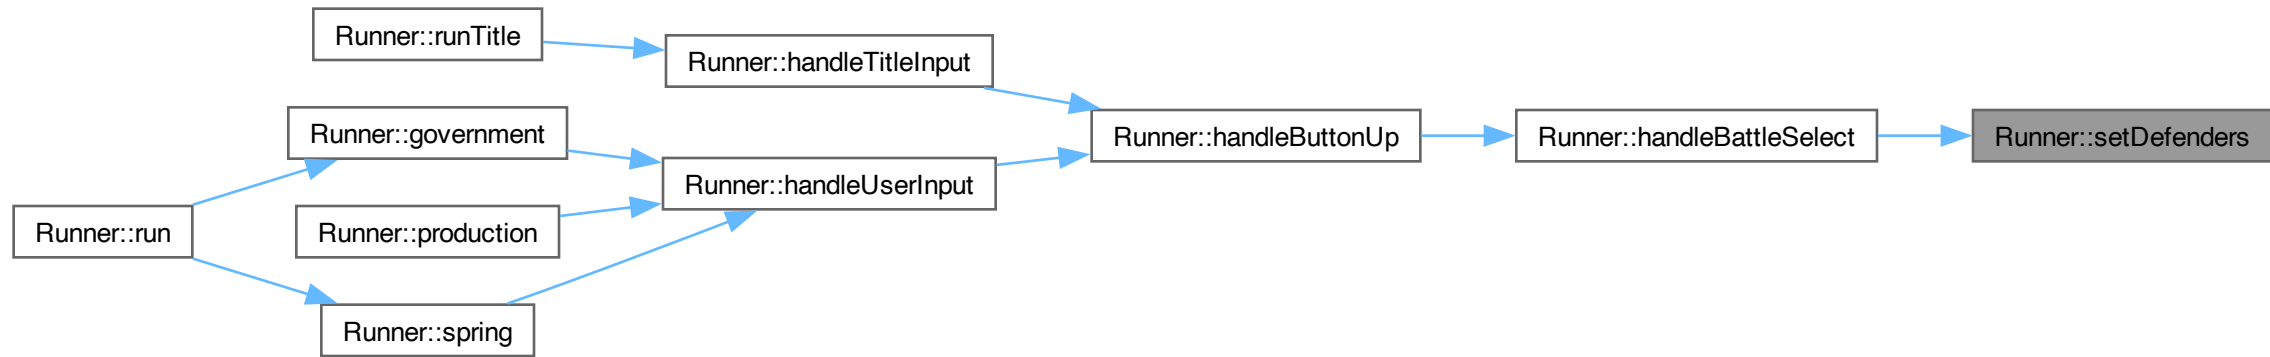 Runner::runTitle
Runner::handleTitleInput
Runner::government
Runner::handleButtonUp
Runner::handleBattleSelect
Runner::setDefenders
Runner::handleUserInput
Runner::run
Runner::production
Runner::spring